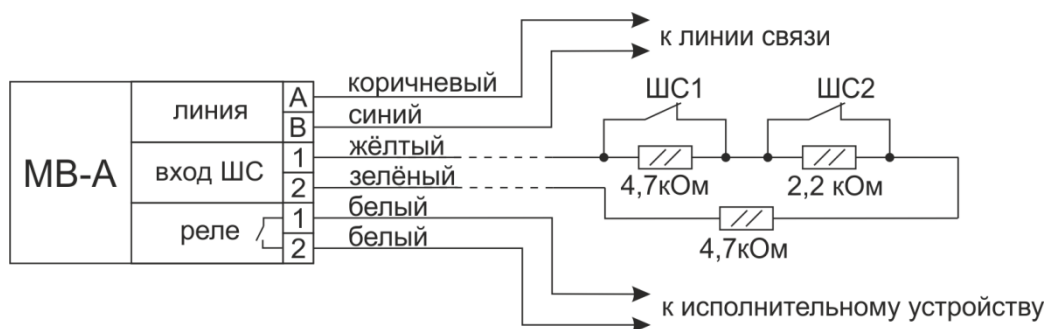 к линии связи
МВ-А
линия
А
В
коричневый
синий
вход ШС
1
2
жёлтый
зелёный
реле
1
2
белый
белый
ШС1
ШС2
4,7кОм
2,2 кОм
4,7кОм
к исполнительному устройству